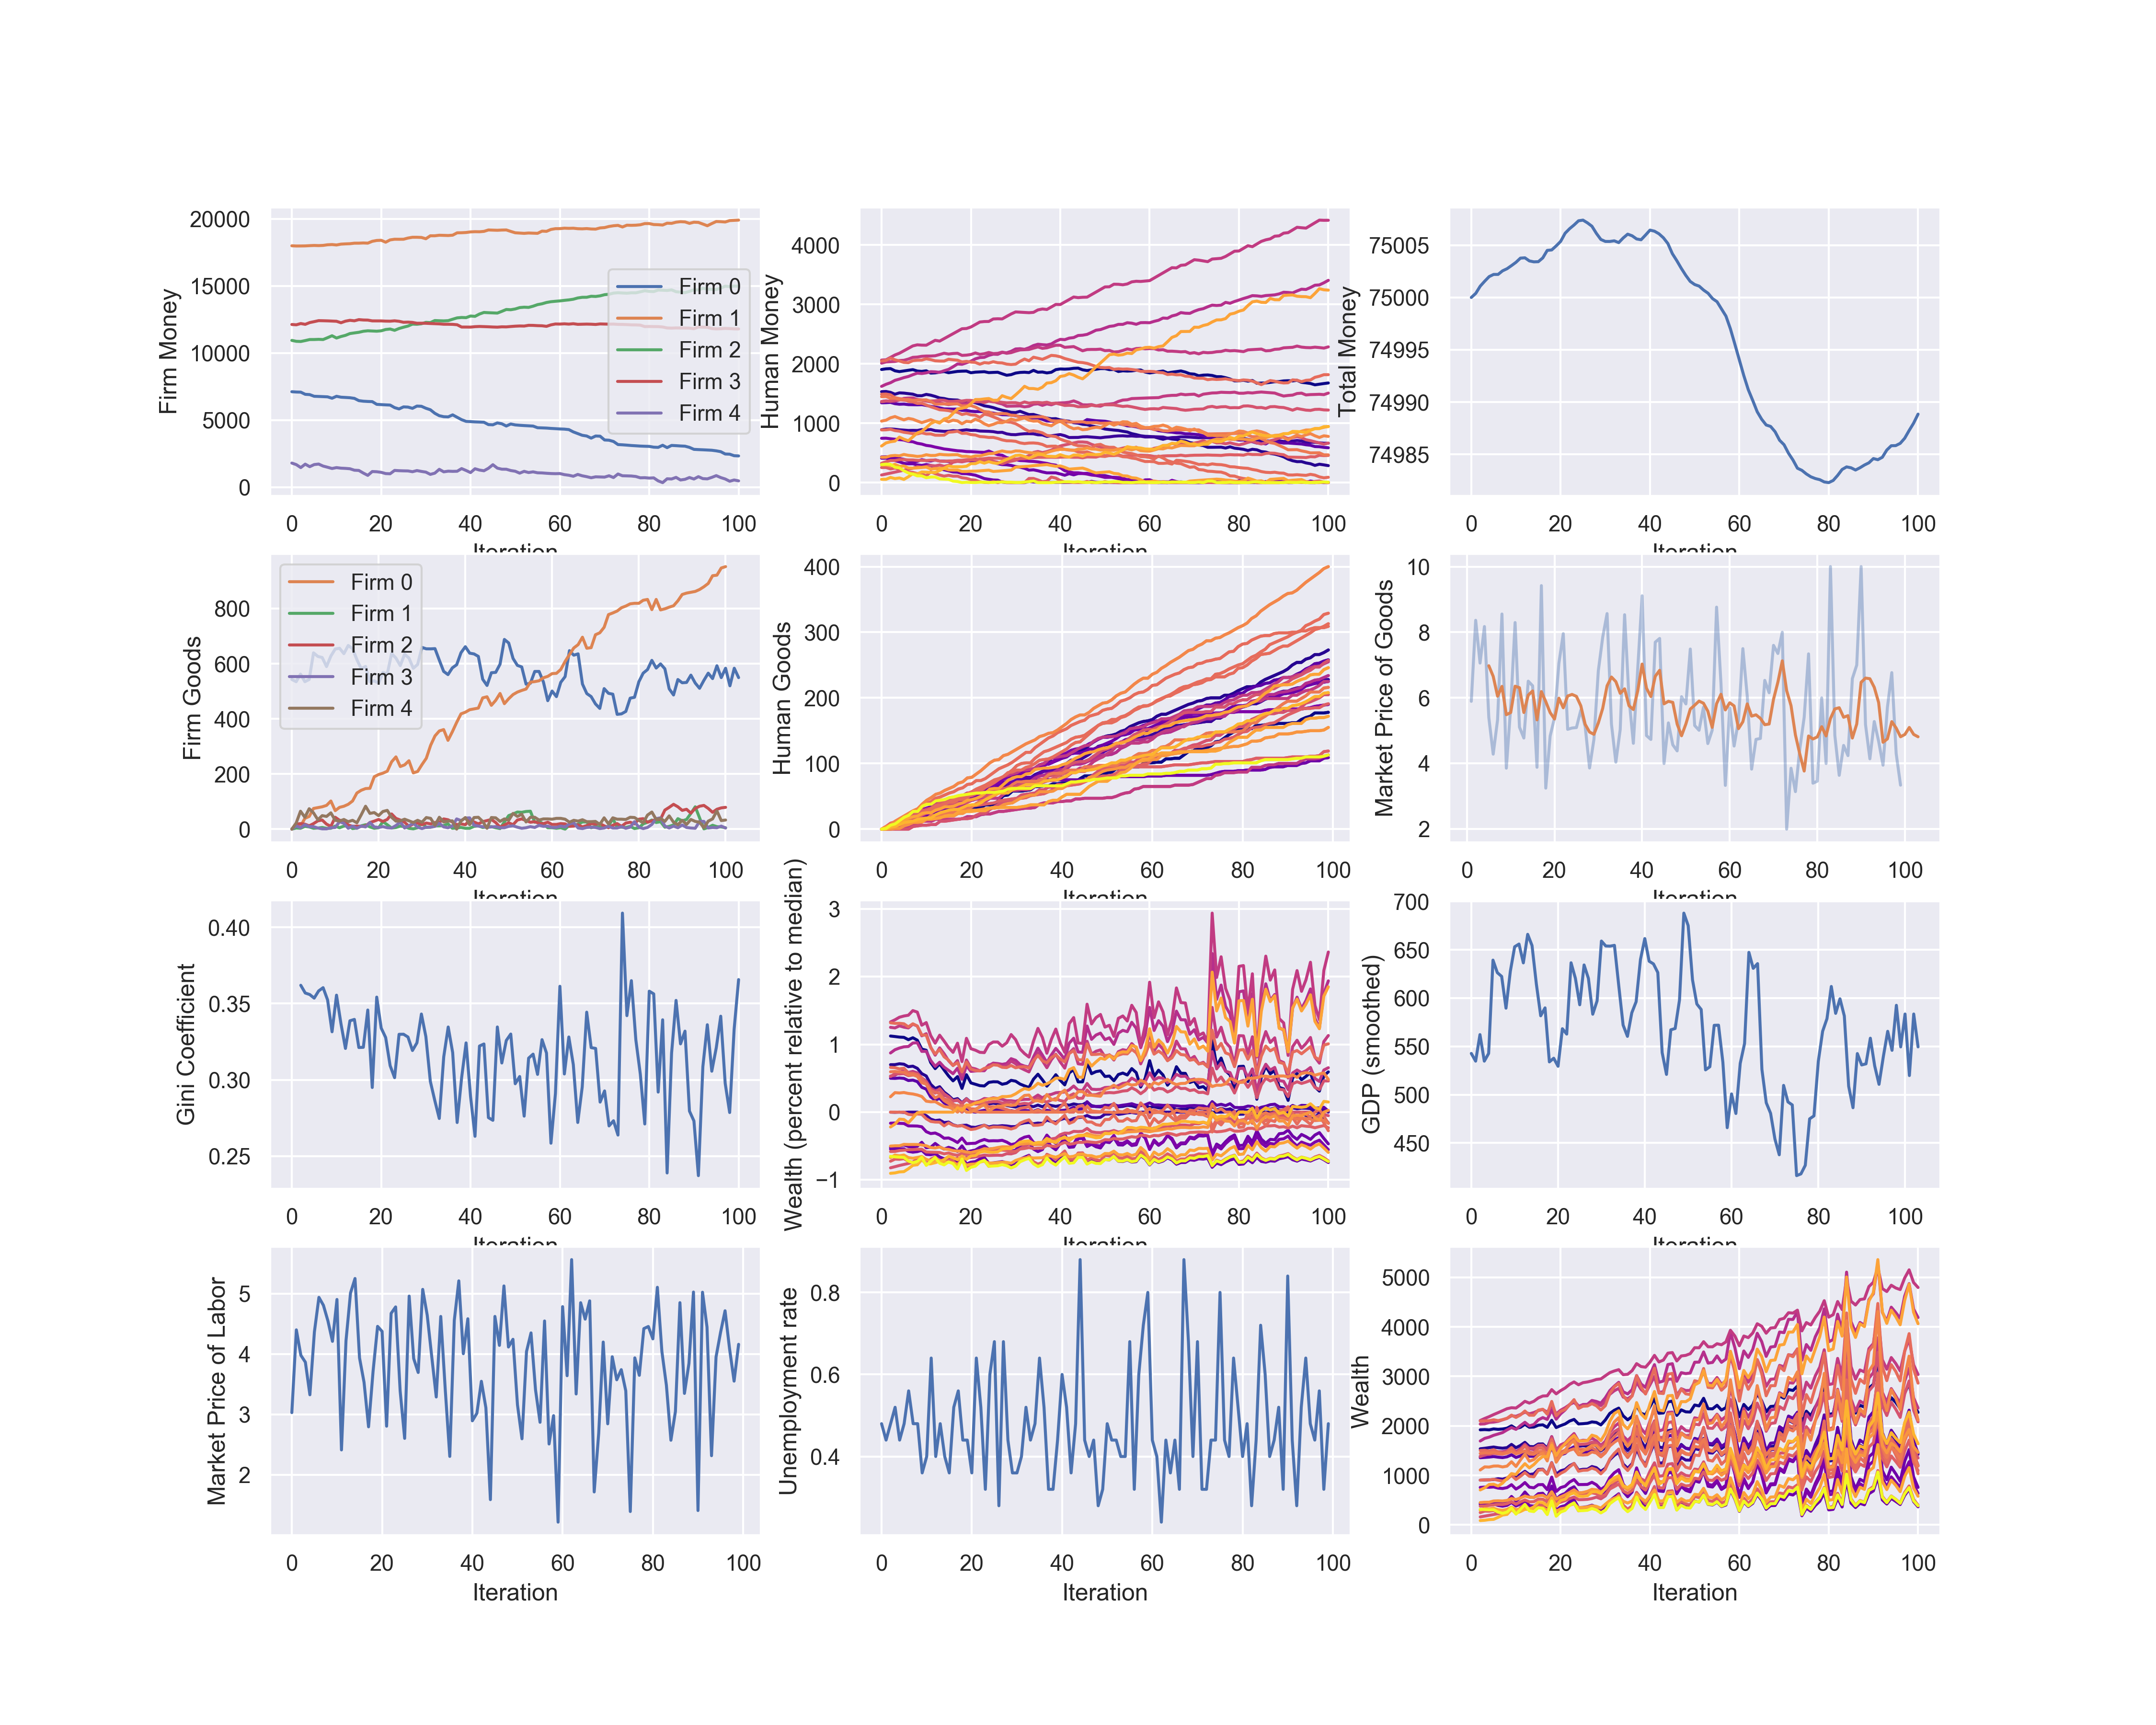 Firm Money
20000
15000
10000
5000
0
Firm 0
Firm 1
Firm 2
Firm 3
Firm 4
0 20 40 60 80 100
Iteration
Human Money
4000
3000
2000
1000
0
0 20 40 60 80 100
Iteration
Total Money
75005
75000
74995
74990
74985
0 20 40 60 80 100
Iteration
Firm Goods
800
600
400
200
0
Firm 0
Firm 1
Firm 2
Firm 3
Firm 4
0 20 40 60 80 100
Iteration
Human Goods
400
300
200
100
0
0 20 40 60 80 100
Iteration
Market Price of Goods
10
8
6
4
2
0 20 40 60 80 100
Iteration
Gini Coefficient
0.40
0.35
0.30
0.25
0 20 40 60 80 100
Iteration
Wealth (percent relative to median)
3
2
1
0
−1
0 20 40 60 80 100
Iteration
GDP (smoothed)
700
650
600
550
500
450
0 20 40 60 80 100
Market Price of Labor
5
4
3
2
0 20 40 60 80 100
Iteration
Unemployment rate
0.8
0.6
0.4
0 20 40 60 80 100
Iteration
Wealth
5000
4000
3000
2000
1000
0
0 20 40 60 80 100
Iteration